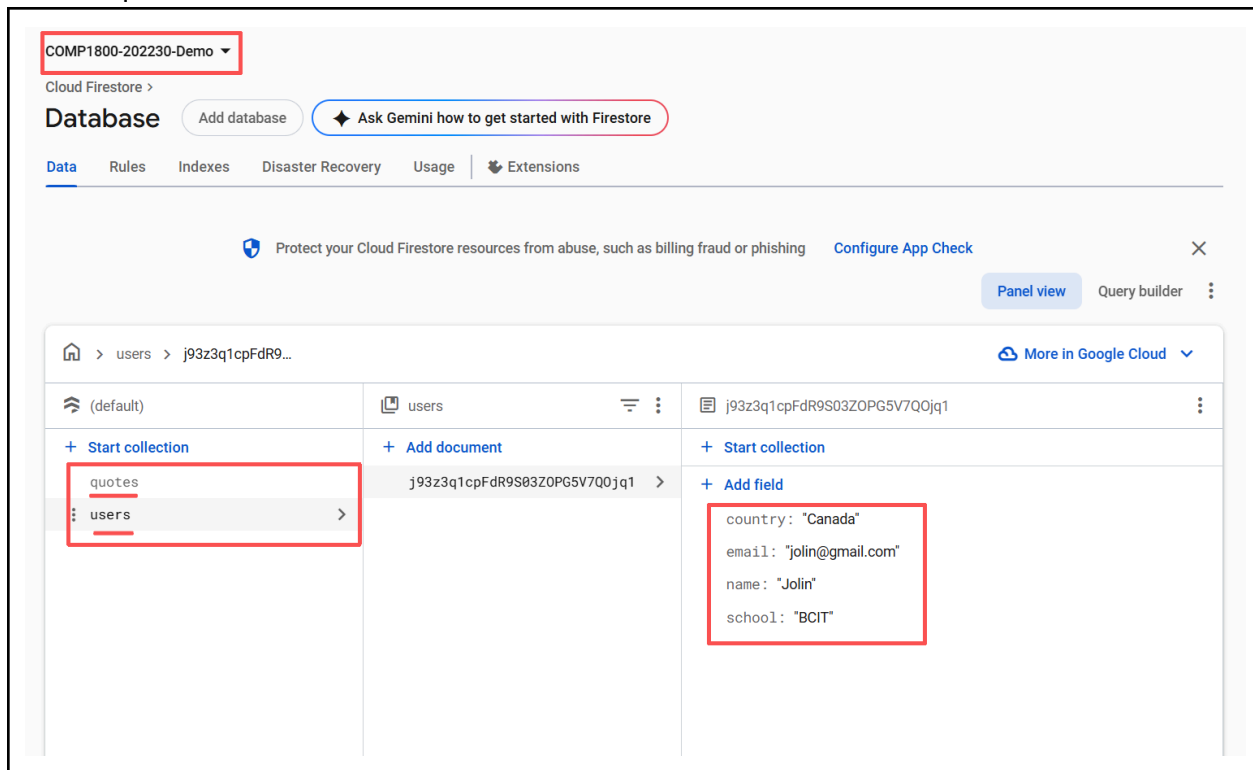 COMP1800-202230-Demo
Cloud Firestore >
Database Add database Ask Gemini how to get started with Firestore
Data Rules Indexes Disaster Recovery Usage Extensions
Protect your Cloud Firestore resources from abuse, such as billing fraud or phishing Configure App Check
Panel view Query builder
users > j93z3q1cpFdR9... More in Google Cloud
(default) users j93z3q1cpFdR9S03ZOPG5V7QOjq1
+ Start collection + Add document + Start collection
quotes j93z3q1cpFdR9S03ZOPG5V7QOjq1 + Add field
users country: "Canada"
email: "jolin@gmail.com"
name: "Jolin"
school: "BCIT"